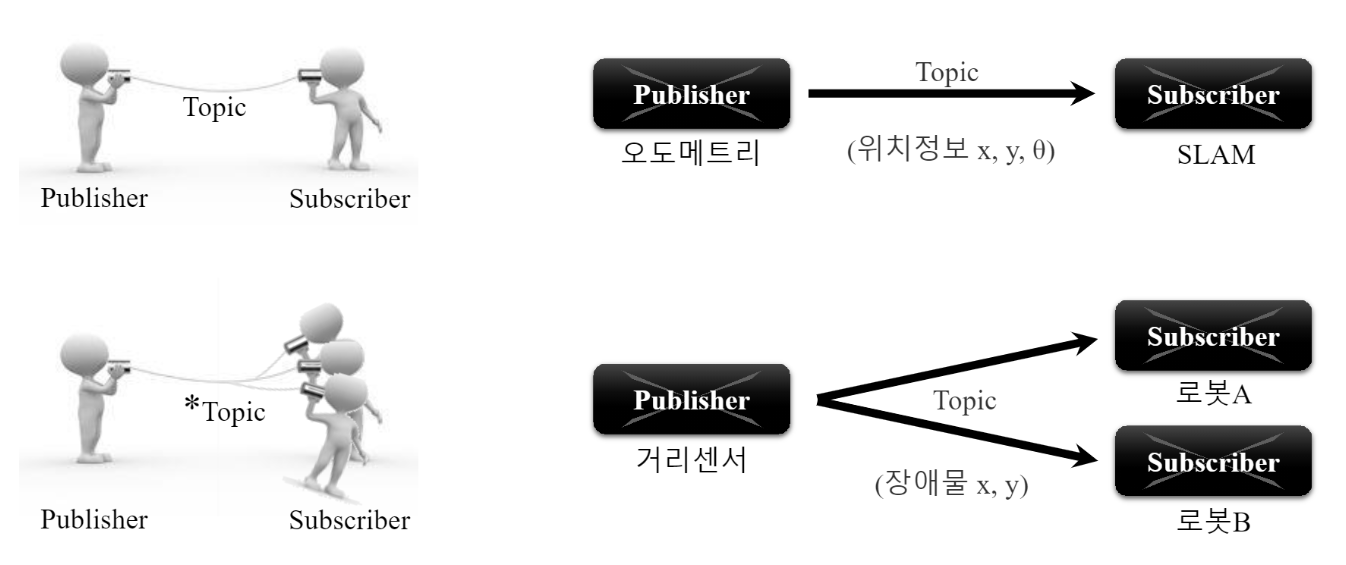 Topic
Publisher
Subscriber
Publisher
Topic
Subscriber
오도메트리
(위치정보 x, y, θ)
SLAM
*Topic
Publisher
Subscriber
Publisher
거리센서
Topic
(장애물 x, y)
Subscriber
로봇A
Subscriber
로봇B